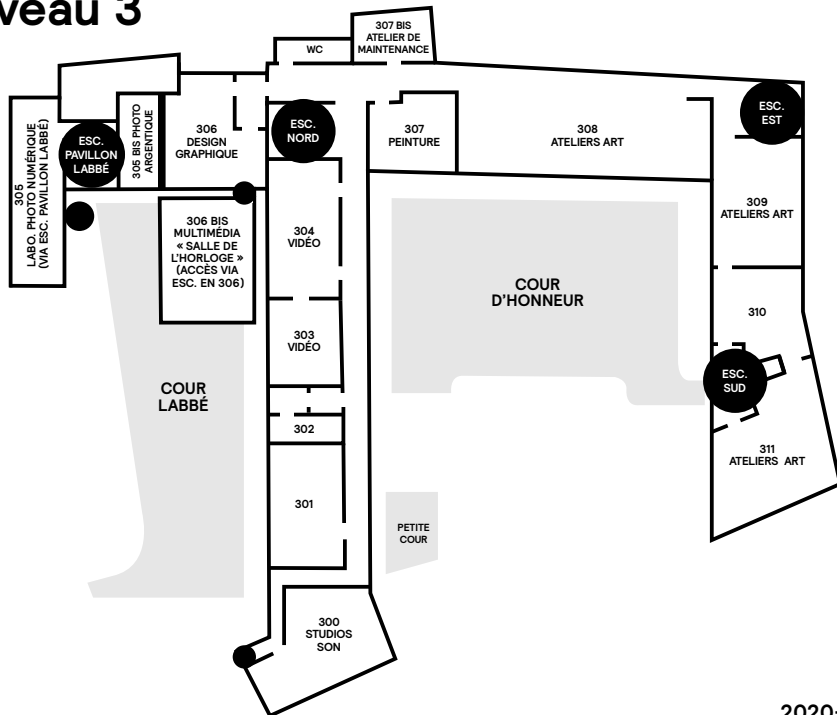 veau 3
307 BIS
ATELIER DE
MAINTENANCE
WC
ESC.
EST
ESC.
NORD
306
DESIGN
GRAPHIQUE
305 BIS PHOTO
ARGENTIQUE
ESC.
PAVILLON
LABBÉ
305
LABO. PHOTO NUMÉRIQUE
(VIA ESC. PAVILLON LABBÉ)
307
PEINTURE
308
ATELIERS ART
309
ATELIERS ART
306 BIS
MULTIMÉDIA
« SALLE DE
L’HORLOGE »
(ACCÈS VIA
ESC. EN 306)
304
VIDÉO
COUR
D’HONNEUR
310
303
VIDÉO
ESC.
SUD
COUR
LABBÉ
302
311
ATELIERS ART
301
PETITE
COUR
300
STUDIOS
SON
2020